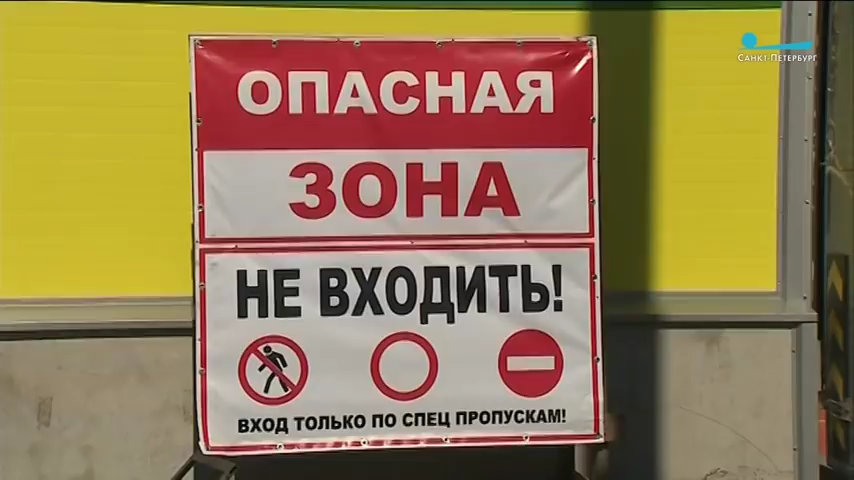 Санкт-Петербург
ОПАСНАЯ
ЗОНА
НЕ ВХОДИТЬ!
ВХОД ТОЛЬКО ПО СПЕЦ ПРОПУСКАМ!